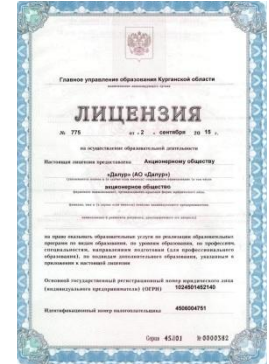 Главное управление образования Курганской области
ЛИЦЕНЗИЯ
№ 776 от « 2 » сентября 20 15 г.
на осуществление образовательной деятельности
Настоящая лицензия предоставлена Акционерному обществу
«Далур» (АО «Далур»)
акционерное общество
на право оказывать образовательные услуги по реализации образовательных
программ по видам образования, по уровням образования, по профессиям,
специальностям, направлениям подготовки (для профессионального
образования), по подвидам дополнительного образования, указанным в
приложении к настоящей лицензии
Основной государственный регистрационный номер юридического лица
(индивидуального предпринимателя) (ОГРН) 1024501452140
Идентификационный номер налогоплательщика 4506004751
Серия 45Л01 № 0000382